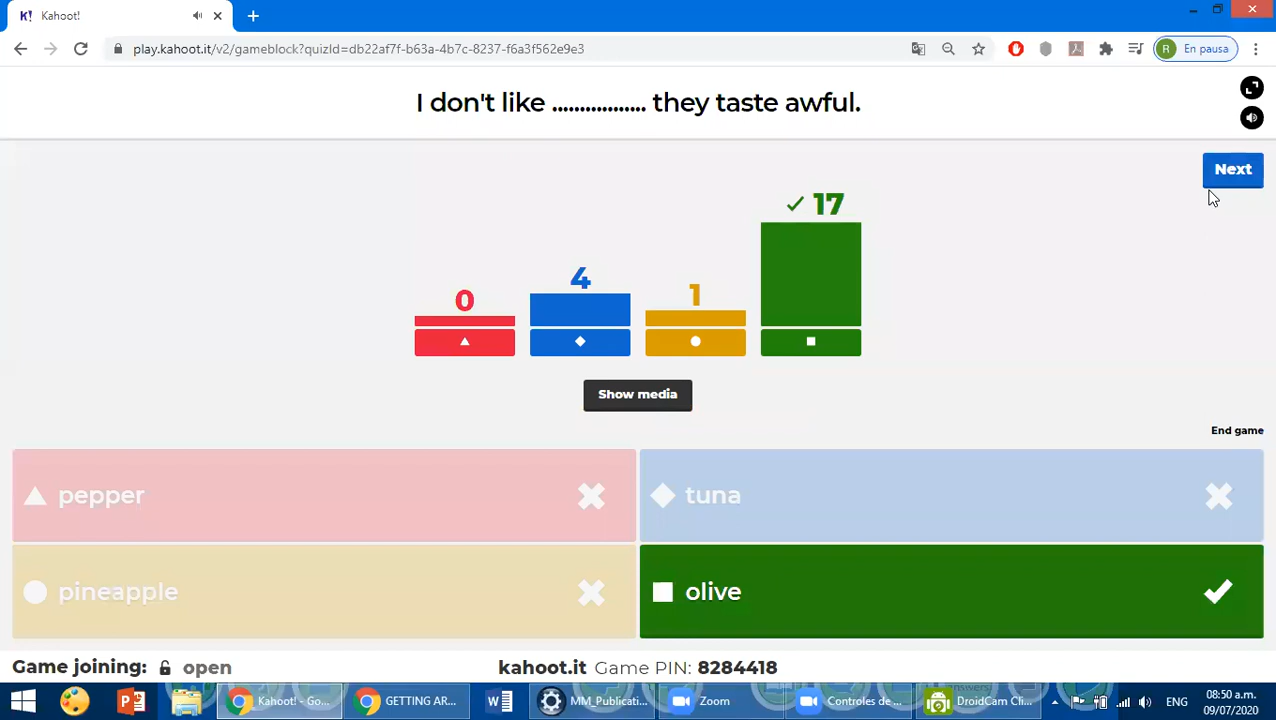 K! Kahoot!
play.kahoot.it/v2/gameblock?quizId=db22af7f-b63a-4b7c-8237-f6a3f562e9e3
R En pausa
I don't like ................ they taste awful.
Next
0
4
1
17
Show media
End game
pepper
tuna
pineapple
olive
Game joining: open
kahoot.it Game PIN: 8284418
Kahoot! - Go...
GETTING AR...
MM_Publicati...
Zoom
Controles de ...
DroidCam Cli...
ENG
08:50 a.m.
09/07/2020